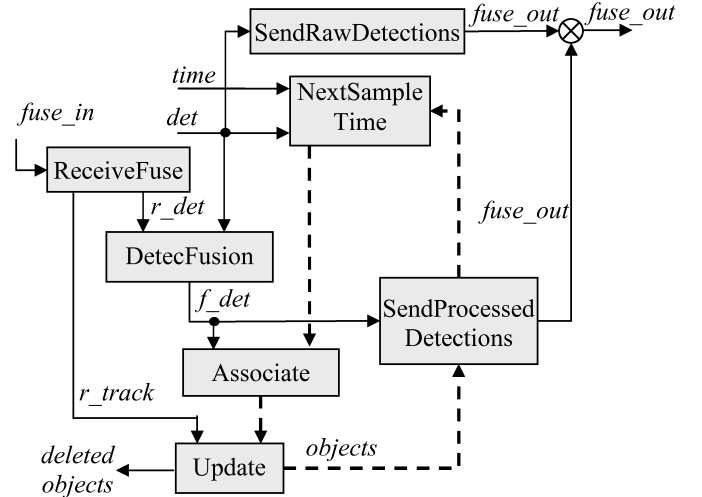 fuse_out
fuse_out
SendRawDetections
time
NextSample
Time
fuse_in
det
ReceiveFuse
r_det
fuse_out
DetecFusion
f_det
SendProcessed
Detections
Associate
r_track
objects
deleted
objects
Update